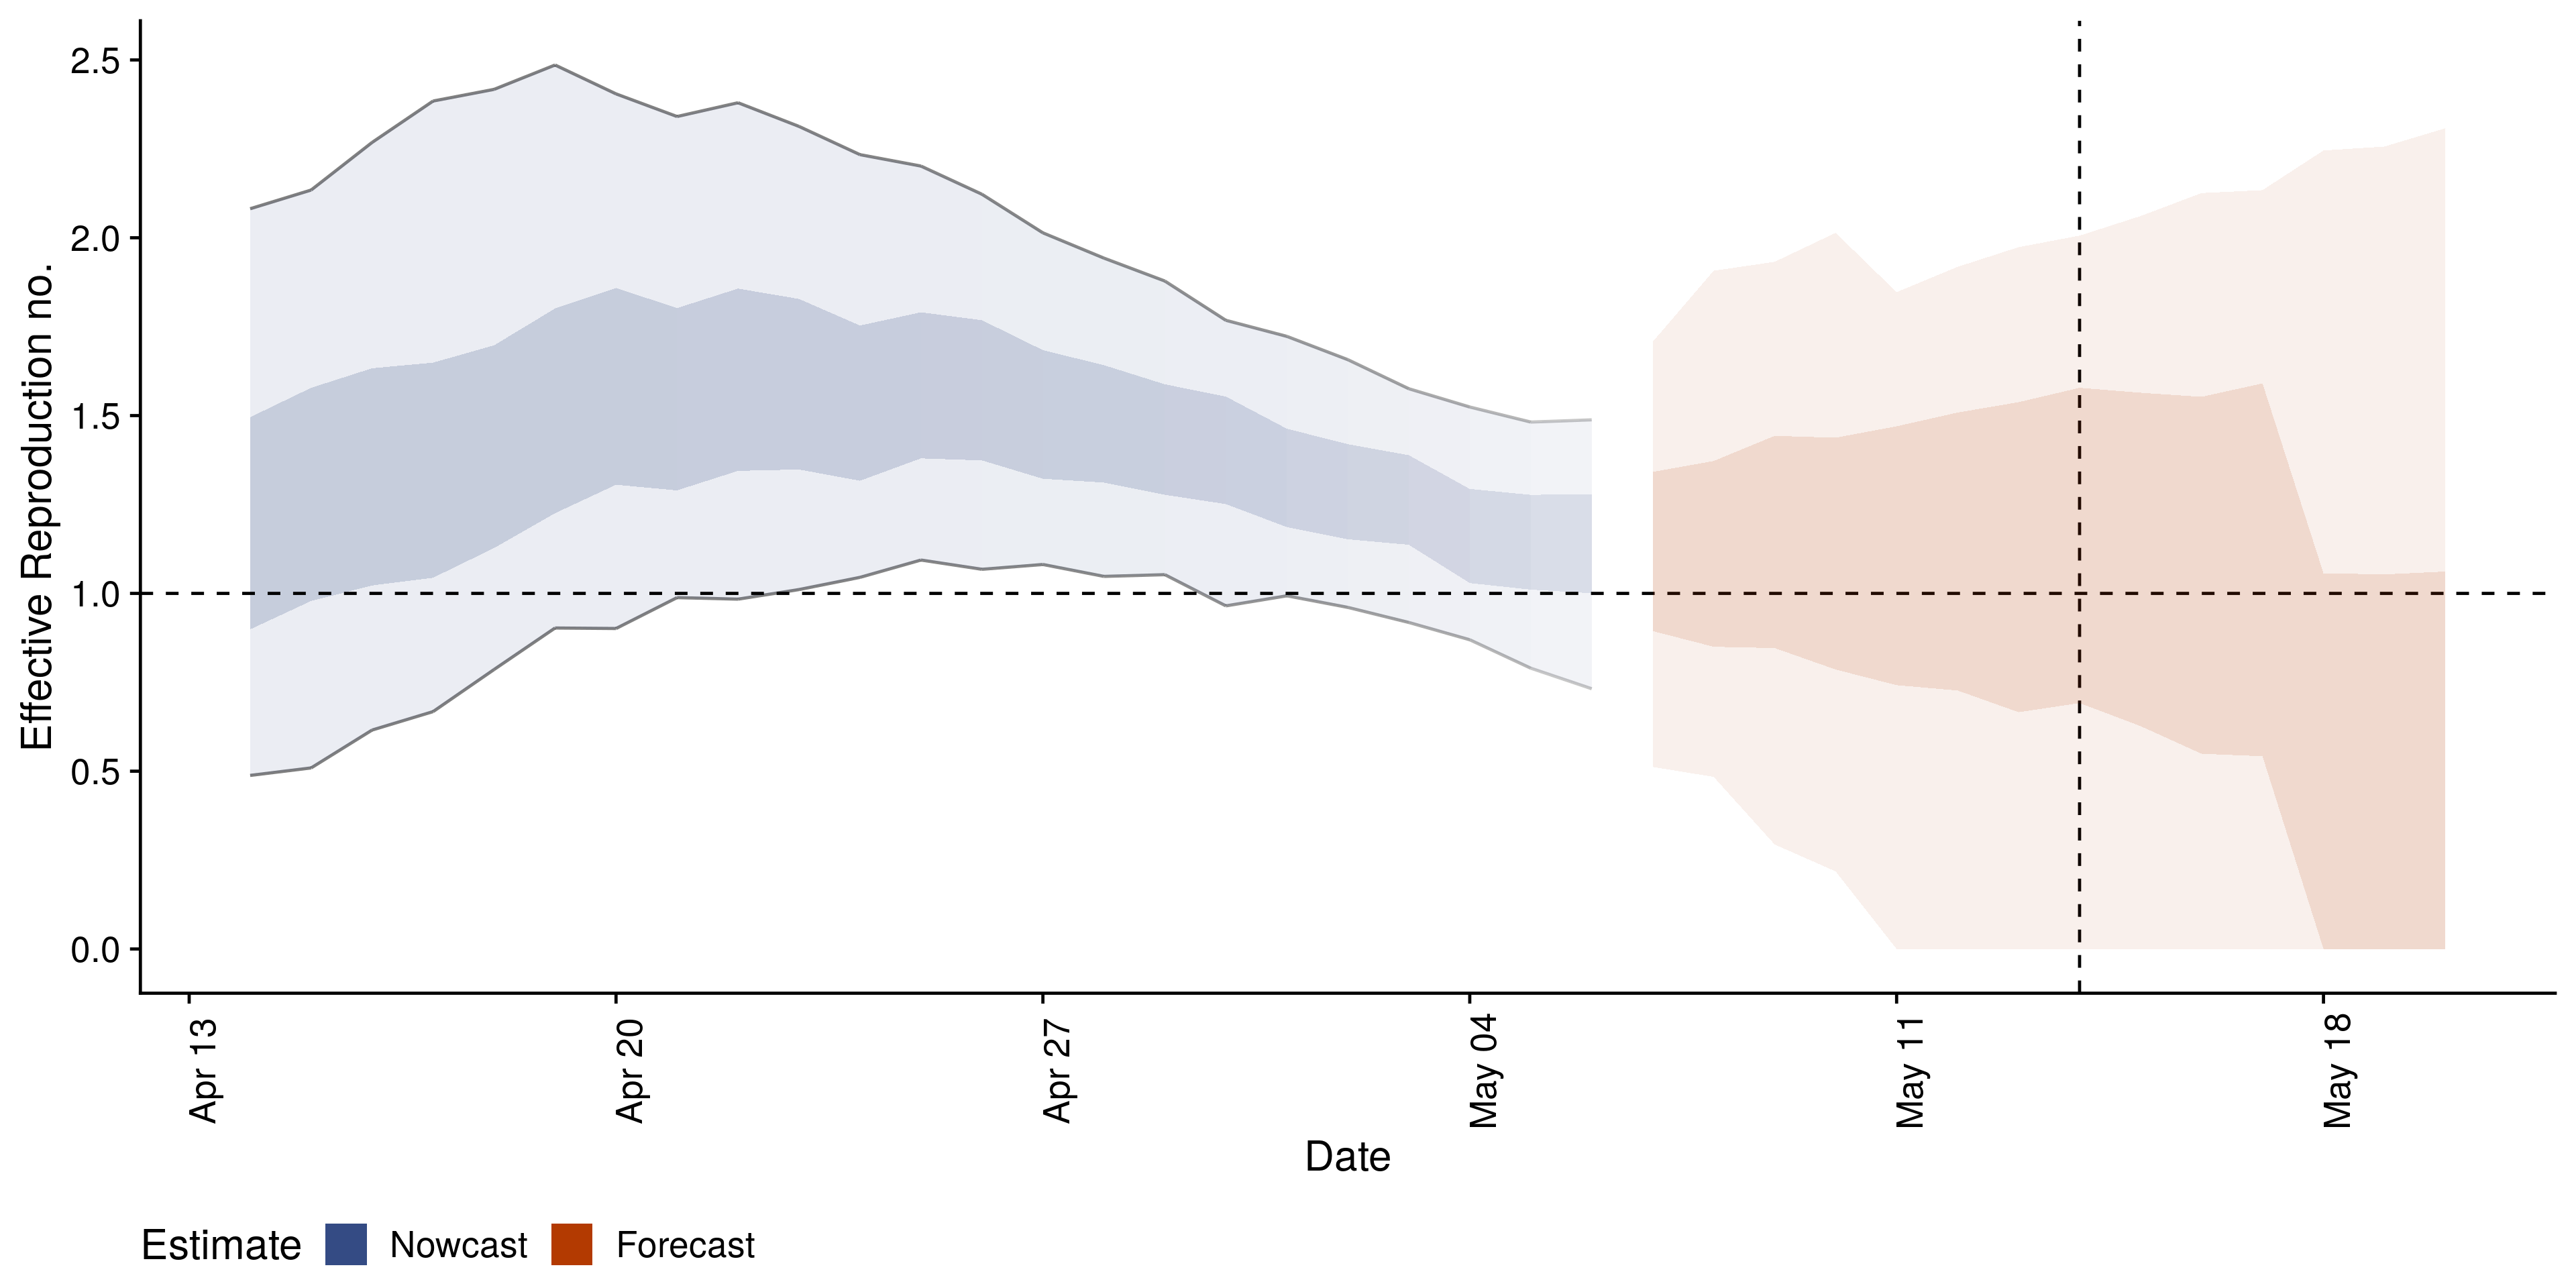 Effective Reproduction no.
2.5
2.0
1.5
1.0
0.5
0.0
Apr 13
Apr 20
Apr 27
May 04
May 11
May 18
Date
Estimate Nowcast Forecast